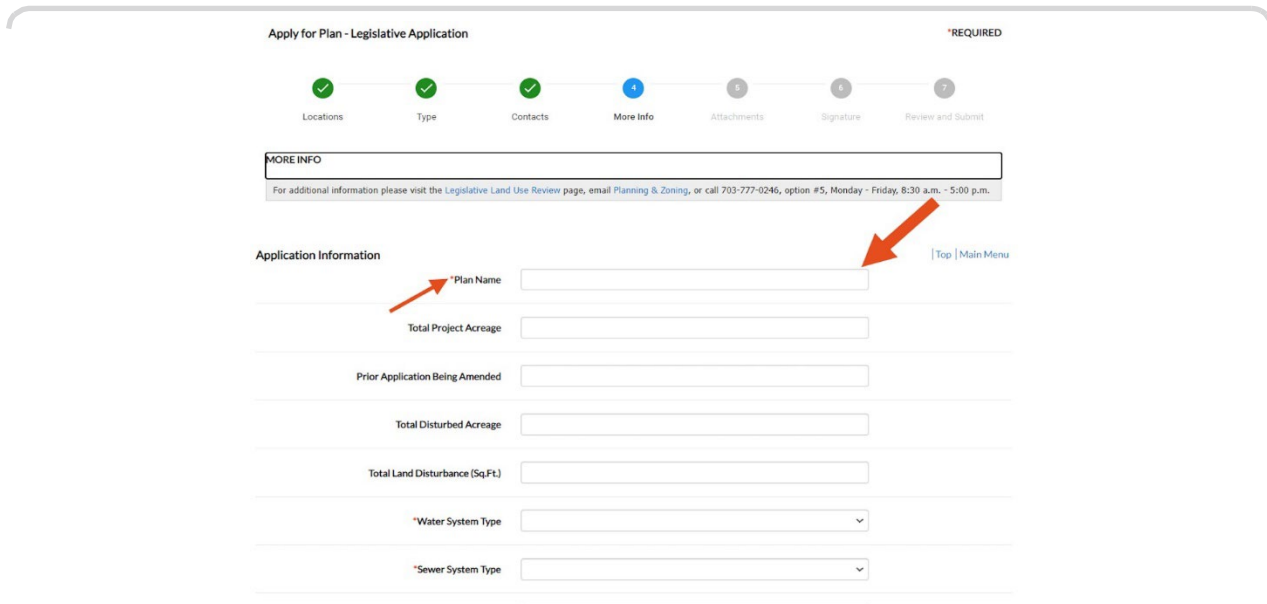 Apply for Plan - Legislative Application
*REQUIRED
4
5
6
7
Locations
Type
Contacts
More Info
Attachments
Signature
Review and Submit
MORE INFO
For additional information please visit the Legislative Land Use Review page, email Planning & Zoning, or call 703-777-0246, option #5, Monday - Friday, 8:30 a.m. - 5:00 p.m.
Application Information
|Top |Main Menu
*Plan Name
Total Project Acreage
Prior Application Being Amended
Total Disturbed Acreage
Total Land Disturbance (Sq.Ft.)
*Water System Type
*Sewer System Type